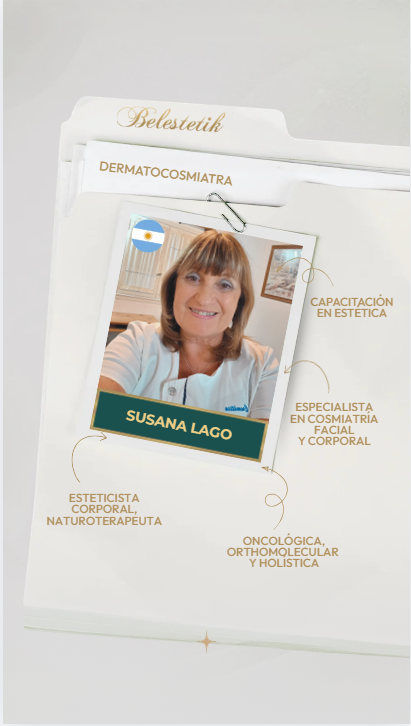 Belestetik
DERMATOCOSMIATRA
CAPACITACIÓN
EN ESTÉTICA
ESPECIALISTA
EN COSMIATRÍA
FACIAL
Y CORPORAL
SUSANA LAGO
ESTETICISTA
CORPORAL,
NATUROTERAPEUTA
ONCOLÓGICA,
ORTHOMOLECULAR
Y HOLÍSTICA